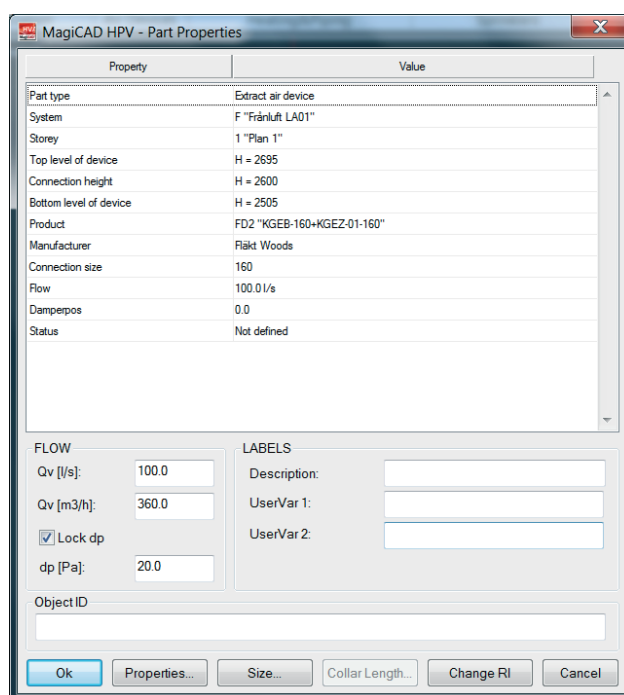 MagiCAD HPV - Part Properties
Property Value
Part type Extract air device
System F "Frånluft LA01"
Storey 1 "Plan 1"
Top level of device H = 2695
Connection height H = 2600
Bottom level of device H = 2505
Product FD2 "KGEB-160+KGEZ-01-160"
Manufacturer Fläkt Woods
Connection size 160
Flow 100.0 l/s
Damperpos 0.0
Status Not defined
FLOW LABELS
Qv [l/s]: 100.0 Description:
Qv [m3/h]: 360.0 UserVar 1:
Lock dp UserVar 2:
dp [Pa]: 20.0
Object ID
Ok Properties... Size... Collar Length... Change RI Cancel